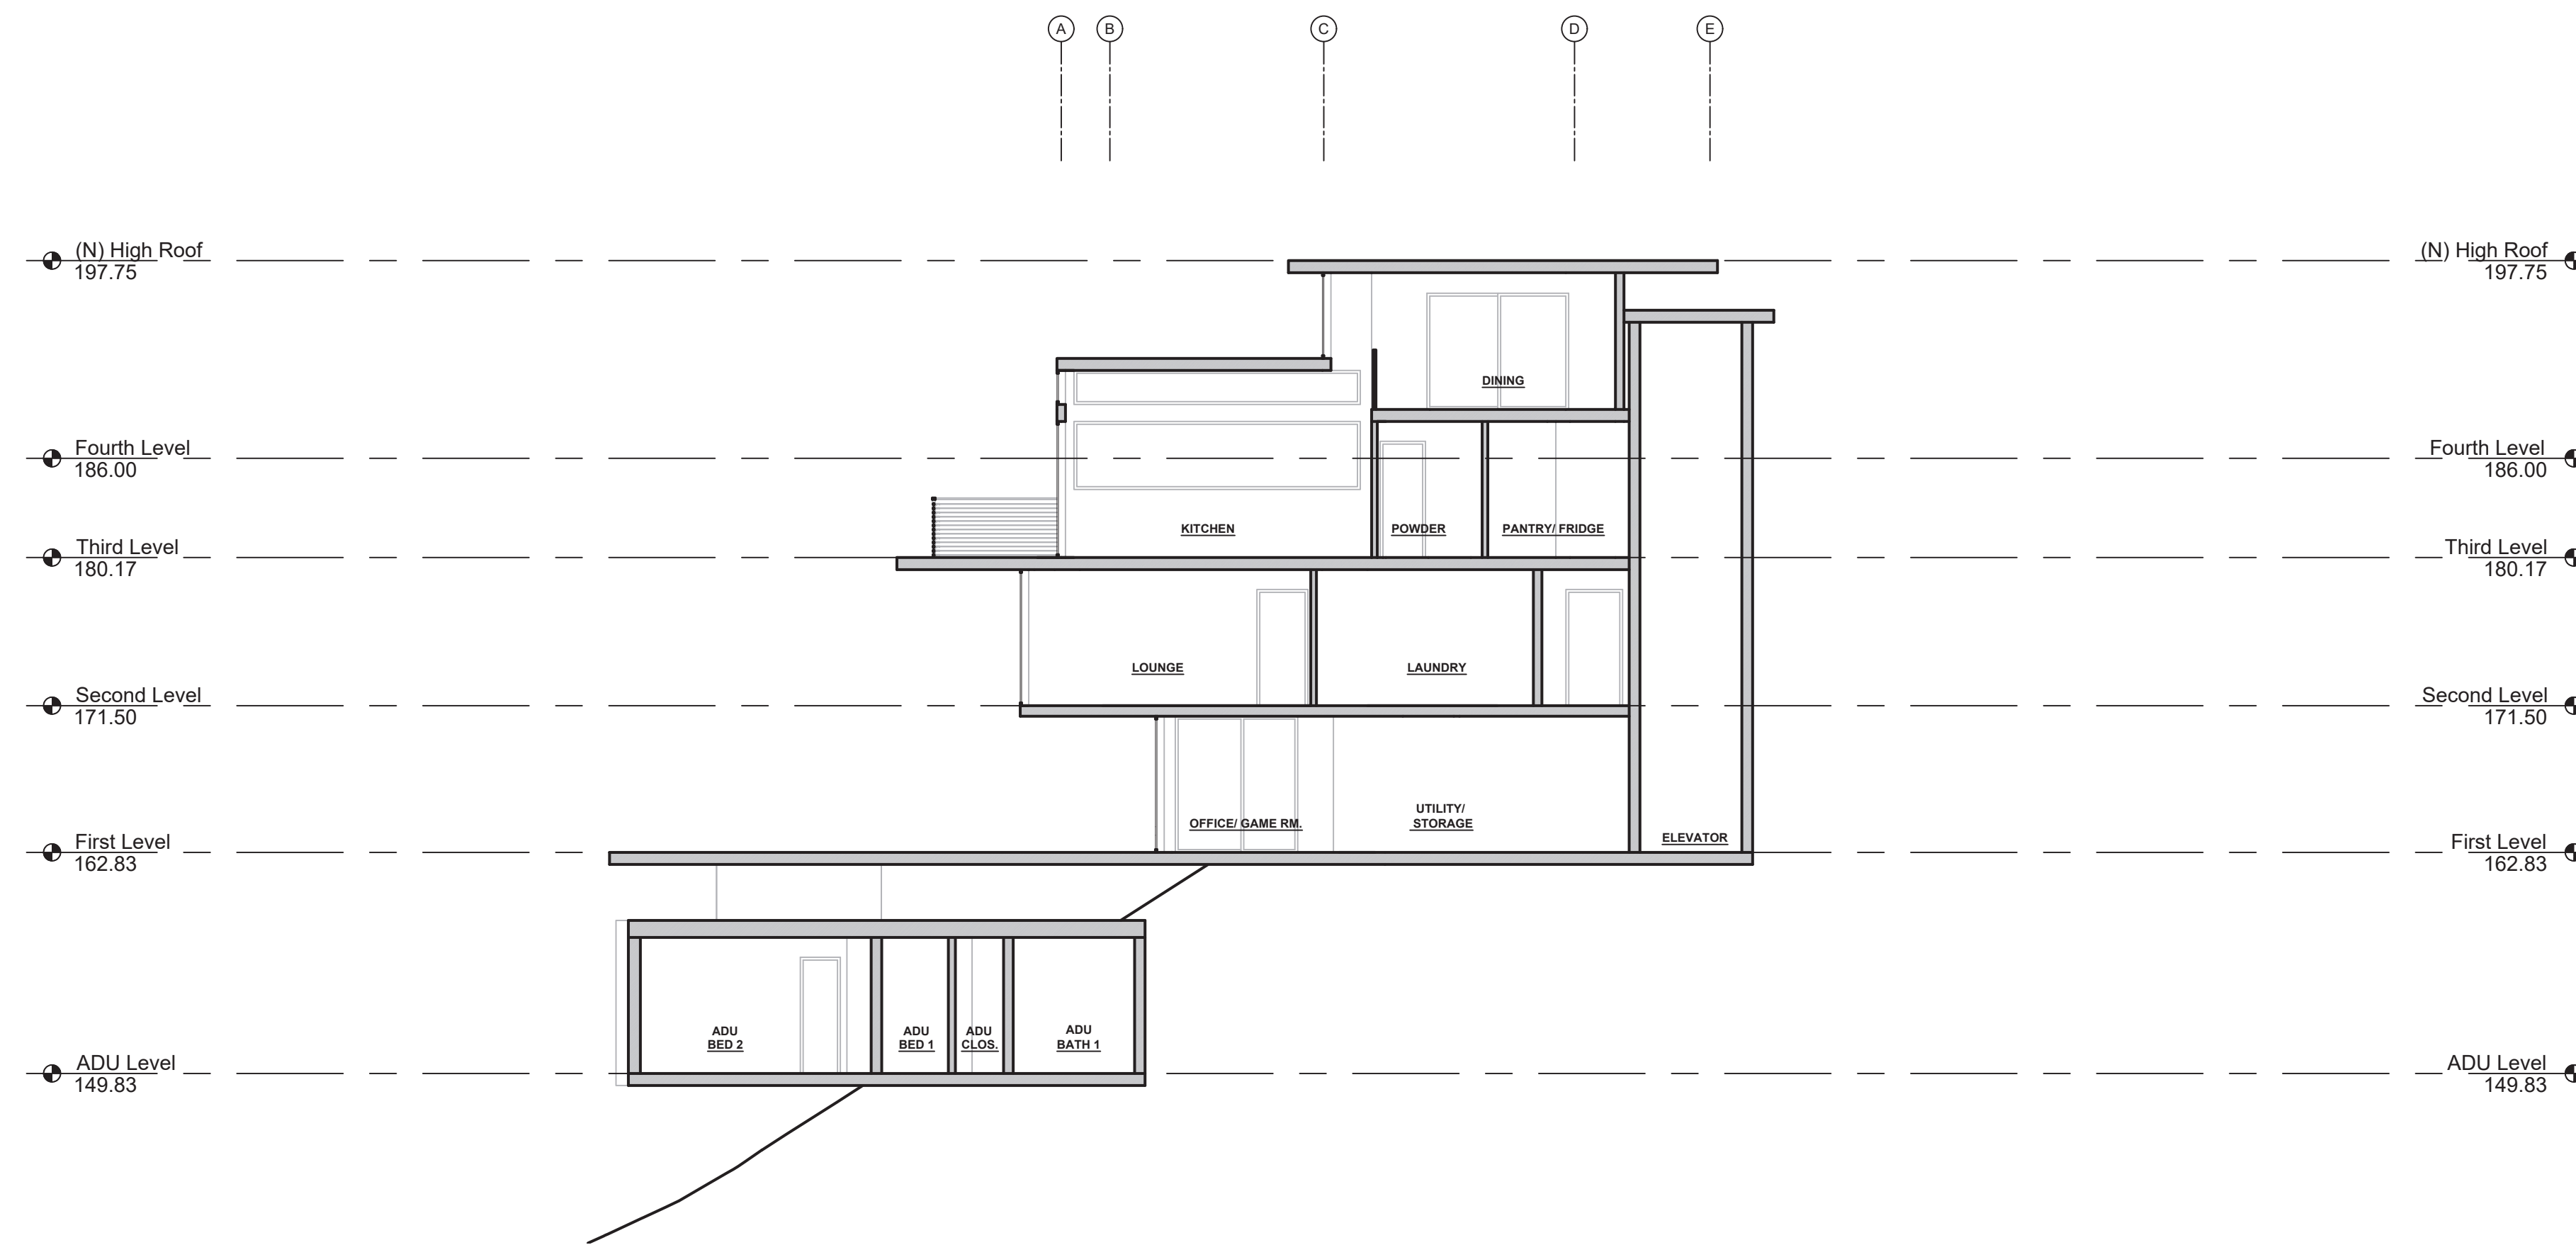 A B C D E
(N) High Roof
197.75
(N) High Roof
197.75
DINING
Fourth Level
186.00
Fourth Level
186.00
KITCHEN
POWDER
PANTRY/ FRIDGE
Third Level
180.17
Third Level
180.17
LOUNGE
LAUNDRY
Second Level
171.50
Second Level
171.50
OFFICE/ GAME RM.
UTILITY/
STORAGE
ELEVATOR
First Level
162.83
First Level
162.83
ADU
BED 2
ADU
BED 1
ADU
CLOS.
ADU
BATH 1
ADU Level
149.83
ADU Level
149.83